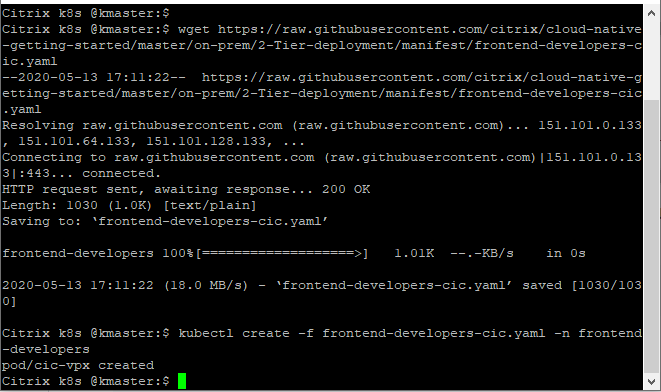 Citrix k8s @kmaster:$
Citrix k8s @kmaster:$ wget https://raw.githubusercontent.com/citrix/cloud-native
-getting-started/master/on-prem/2-Tier-deployment/manifest/frontend-developers-c
ic.yaml
--2020-05-13 17:11:22--  https://raw.githubusercontent.com/citrix/cloud-native-g
etting-started/master/on-prem/2-Tier-deployment/manifest/frontend-developers-cic
.yaml
Resolving raw.githubusercontent.com (raw.githubusercontent.com)... 151.101.0.133
, 151.101.64.133, 151.101.128.133, ...
Connecting to raw.githubusercontent.com (raw.githubusercontent.com)|151.101.0.13
3|:443... connected.
HTTP request sent, awaiting response... 200 OK
Length: 1030 (1.0K) [text/plain]
Saving to: ‘frontend-developers-cic.yaml’
frontend-developers 100%[===================>]   1.01K  --.-KB/s    in 0s
2020-05-13 17:11:22 (18.0 MB/s) - ‘frontend-developers-cic.yaml’ saved [1030/103
0]
Citrix k8s @kmaster:$ kubectl create -f frontend-developers-cic.yaml -n frontend
-developers
pod/cic-vpx created
Citrix k8s @kmaster:$